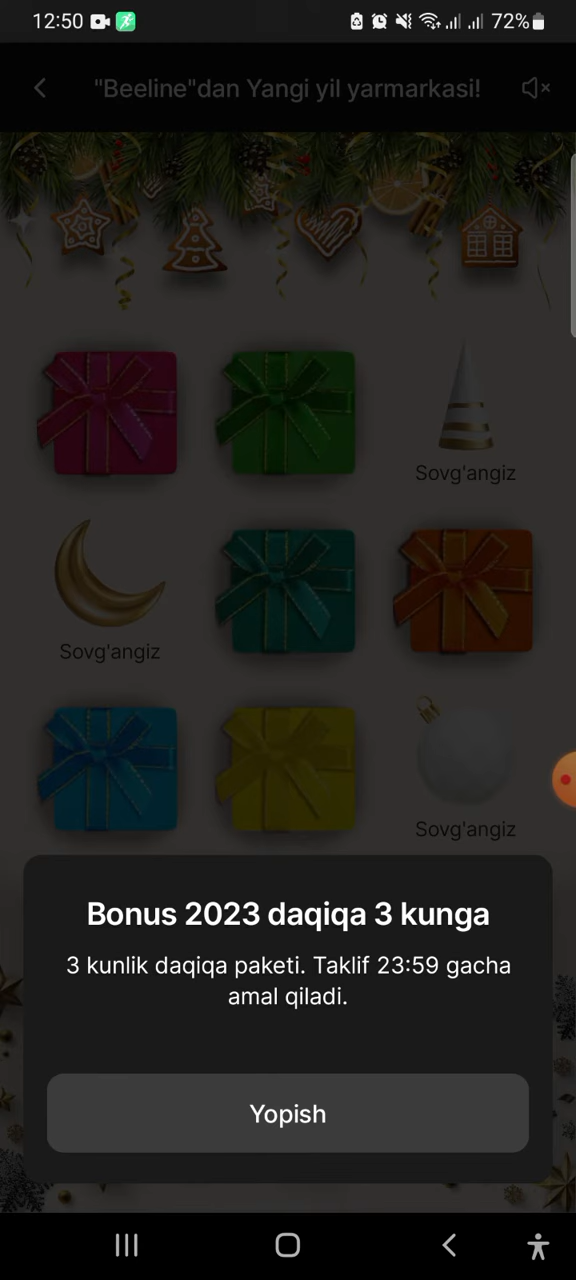 12:50
72%
"Beeline"dan Yangi yil yarmarkasi!
Sovg'angiz
Sovg'angiz
Sovg'angiz
Bonus 2023 daqiqa 3 kunga
3 kunlik daqiqa paketi. Taklif 23:59 gacha
amal qiladi.
Yopish